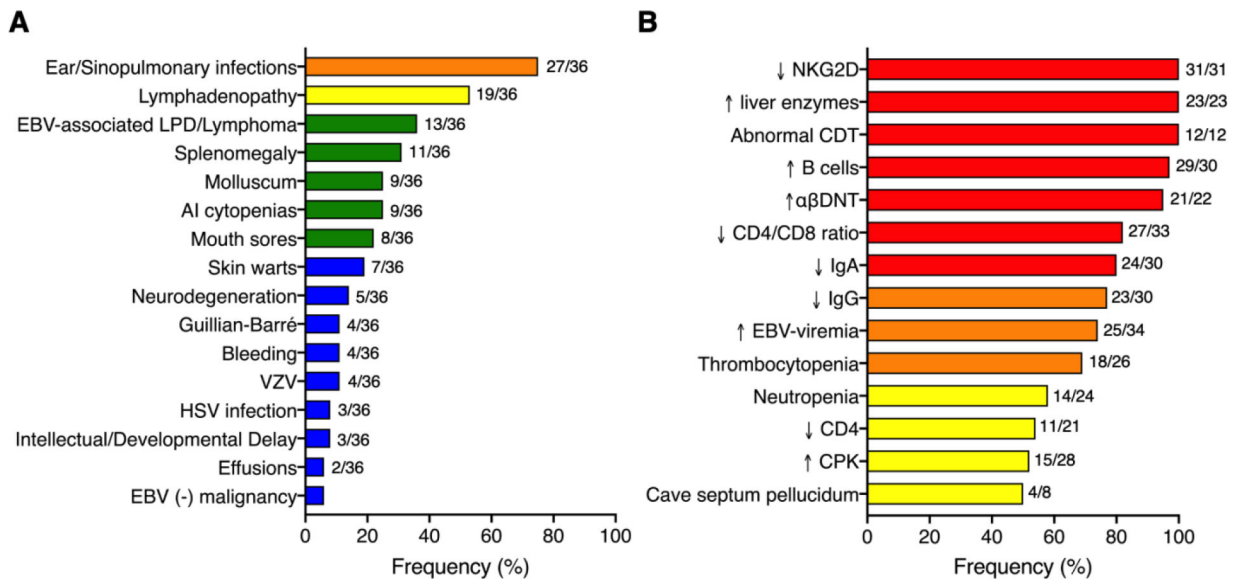 A
Ear/Sinopulmonary infections 27/36
Lymphadenopathy 19/36
EBV-associated LPD/Lymphoma 13/36
Splenomegaly 11/36
Molluscum 9/36
AI cytopenias 9/36
Mouth sores 8/36
Skin warts 7/36
Neurodegeneration 5/36
Guillian-Barré 4/36
Bleeding 4/36
VZV 4/36
HSV infection 3/36
Intellectual/Developmental Delay 3/36
Effusions 2/36
EBV (-) malignancy
0 20 40 60 80 100
Frequency (%)
B
↓ NKG2D 31/31
↑ liver enzymes 23/23
Abnormal CDT 12/12
↑ B cells 29/30
↑αβDNT 21/22
↓ CD4/CD8 ratio 27/33
↓ IgA 24/30
↓ IgG 23/30
↑ EBV-viremia 25/34
Thrombocytopenia 18/26
Neutropenia 14/24
↓ CD4 11/21
↑ CPK 15/28
Cave septum pellucidum 4/8
0 20 40 60 80 100
Frequency (%)